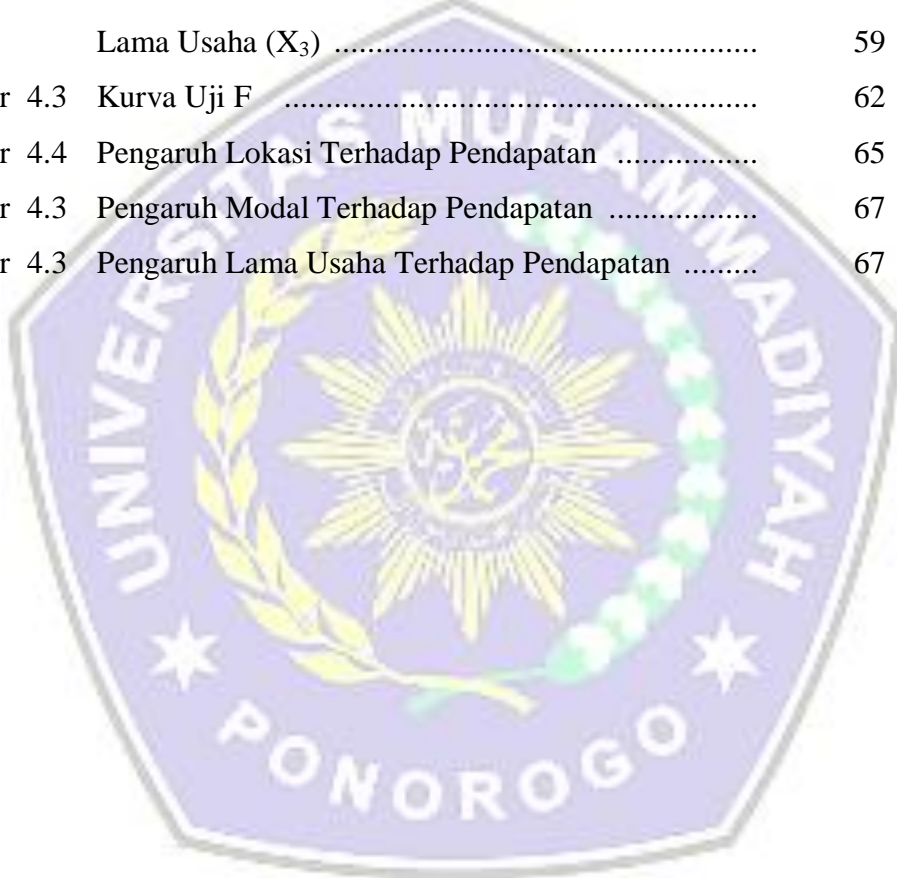 Lama Usaha (X₃) .................................................... 59
r 4.3 Kurva Uji F .......................................................... 62
r 4.4 Pengaruh Lokasi Terhadap Pendapatan ................. 65
r 4.3 Pengaruh Modal Terhadap Pendapatan .................. 67
r 4.3 Pengaruh Lama Usaha Terhadap Pendapatan ......... 67
UNIVERSITAS MUHAMMADIYAH
PONOROGO